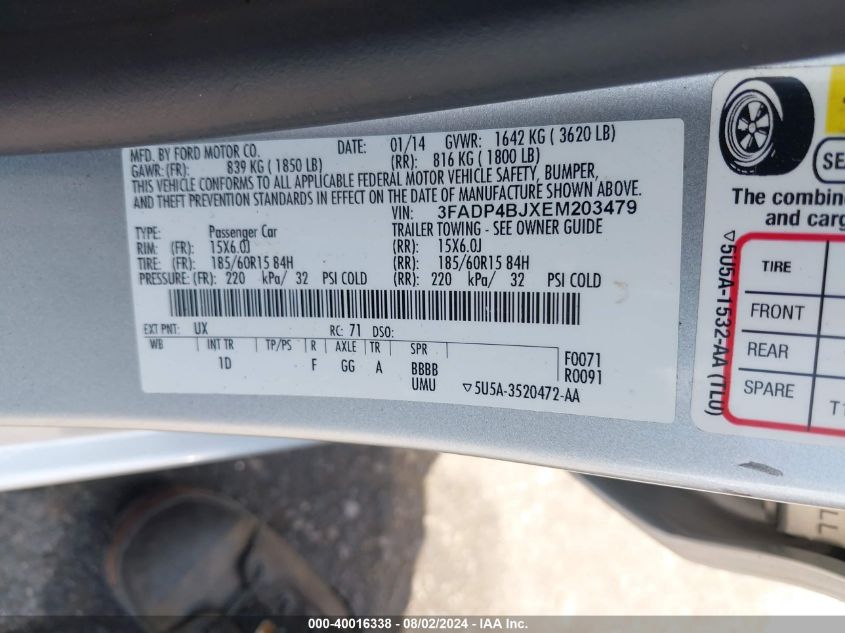 MFD. BY FORD MOTOR CO.
DATE: 01/14 GVWR: 1642 KG ( 3620 LB)
GAWR: (FR): 839 KG ( 1850 LB) (RR): 816 KG ( 1800 LB)
THIS VEHICLE CONFORMS TO ALL APPLICABLE FEDERAL MOTOR VEHICLE SAFETY, BUMPER,
AND THEFT PREVENTION STANDARDS IN EFFECT ON THE DATE OF MANUFACTURE SHOWN ABOVE.
VIN: 3FADP4BJXEM203479
TYPE: Passenger Car TRAILER TOWING - SEE OWNER GUIDE
RIM: (FR): 15X6.0J (RR): 15X6.0J
TIRE: (FR): 185/60R15 84H (RR): 185/60R15 84H
PRESSURE: (FR): 220 kPa/ 32 PSI COLD (RR): 220 kPa/ 32 PSI COLD
EXT PNT: UX RC: 71 DSO:
WB INT TR TP/PS R AXLE TR SPR
1D F GG A BBBB
UMU
F0071
R0091
▽5U5A-3520472-AA
The combin
and carg
TIRE
FRONT
REAR
SPARE
▽5U5A-1532-AA (TL0)
000-40016338 - 08/02/2024 - IAA Inc.